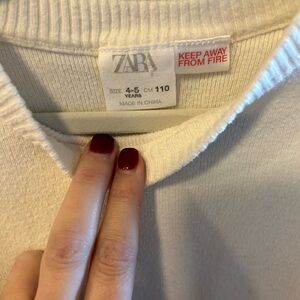 ZARA
SIZE 4-5 CM 110
YEARS
MADE IN CHINA
KEEP AWAY
FROM FIRE